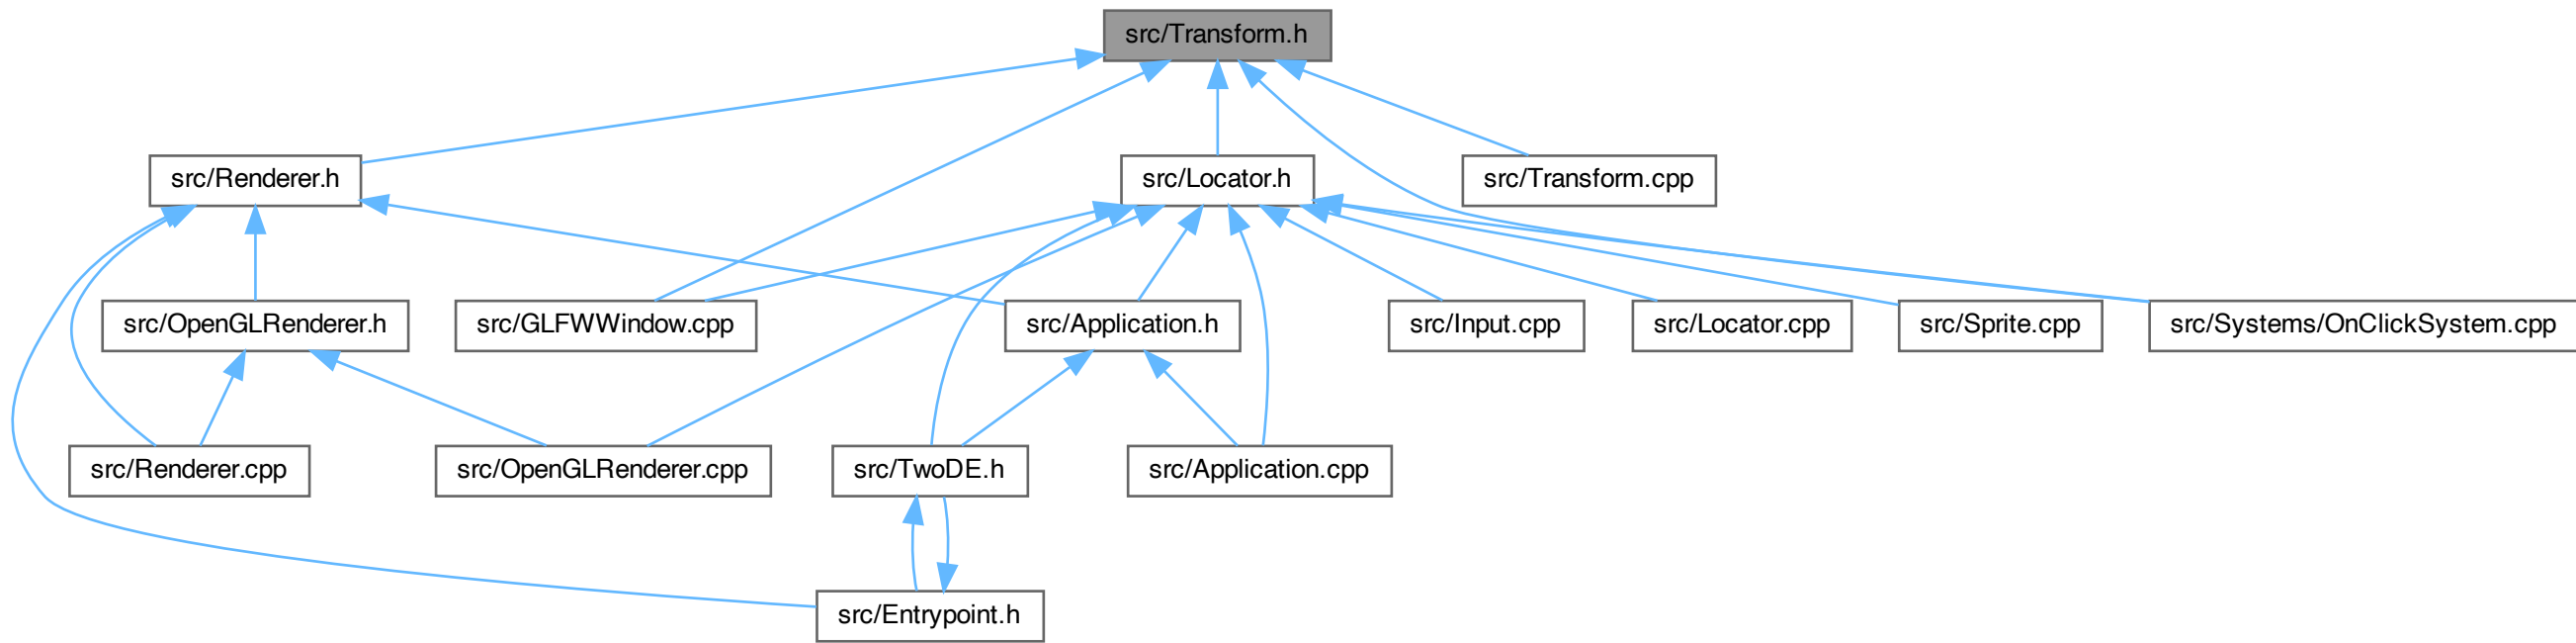 src/Transform.h
src/Renderer.h
src/Locator.h
src/Transform.cpp
src/OpenGLRenderer.h
src/GLFWWindow.cpp
src/Application.h
src/Input.cpp
src/Locator.cpp
src/Sprite.cpp
src/Systems/OnClickSystem.cpp
src/Renderer.cpp
src/OpenGLRenderer.cpp
src/TwoDE.h
src/Application.cpp
src/Entrypoint.h